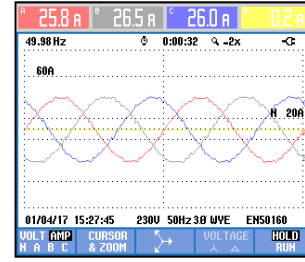 A 25.8 A B 26.5 A C 26.0 A N 0.2 A
49.98 Hz 0:00:32 -2x
60A
N 20A
01/04/17 15:27:45 230V 50Hz 3Ø WYE EN50160
VOLT AMP CURSOR VOLTAGE HOLD
N A B C & ZOOM RUN